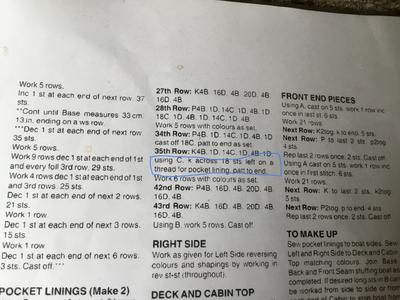 Work 5 rows.
Inc 1 st at each end of next row. 37
sts.
**Cont until Base measures 33 cm.
13 in, ending on a ws row.
***Dec 1 st at each end of next row
35 sts.
Work 5 rows.
Work 9 rows dec 1 st at each end of 1st
and every foll 3rd row. 29 sts.
Work 4 rows dec 1 st at each end of 1st
and 3rd rows. 25 sts.
Dec 1 st at each end of next 2 rows.
21 sts.
Work 1 row
Dec 1 st at each end of next 3 rows.
15 sts
Work 1 row
Dec 1 st at each end of next 6 rows.
3 sts. Cast off.***
POCKET LININGS (Make 2)
27th Row: K4B. 16D. 4B. 20D. 4B.
16D. 4B.
28th Row: P4B. 1D. 14C. 1D. 4B. 1D
18C. 1D. 4B. 1D. 14C. 1D. 4B.
Work 5 rows with colours as set.
34th Row: P4B. 1D. 14C. 1D. 4B. 1D
cast off 18C. patt to end as set.
35th Row: K4B. 1D. 14C. 1D. 4B. 1D.
using C. k across 18 sts left on a
thread for pocket lining. patt to end.
Work 6 rows with colours as set.
42nd Row: P4B. 16D. 4B. 20D. 4B.
16D. 4B.
43rd Row: K4B. 16D. 4B. 20D. 4B.
16D. 4B.
Using B. work 5 rows. Cast off.
RIGHT SIDE
Work as given for Left Side reversing
colours and shapings by working in
rev st-st (throughout).
DECK AND CABIN TOP
FRONT END PIECES
Using A, cast on 5 sts. work 1 row inc
once in last st. 6 sts.
Work 21 rows.
Next Row: K2tog. k to end. 5 sts.
Next Row: P to last 2 sts. p2tog
4 sts.
Rep last 2 rows once. 2 sts. Cast off.
Using A cast on 5 sts. work 1 row inc
once in first stitch. 6 sts.
Work 21 rows.
Next Row: K to last 2 sts. k2tog
5 sts.
Next Row: P2tog. p to end. 4 sts
Rep last 2 rows once. 2 sts. Cast off.
TO MAKE UP
Sew pocket linings to boat sides. Sew
Left and Right Sides to Deck and Cabin
Top matching colours. Join Base
Back and Front Seam stuffing boat as
completed. If desired long st in B can
be worked from side to side or from